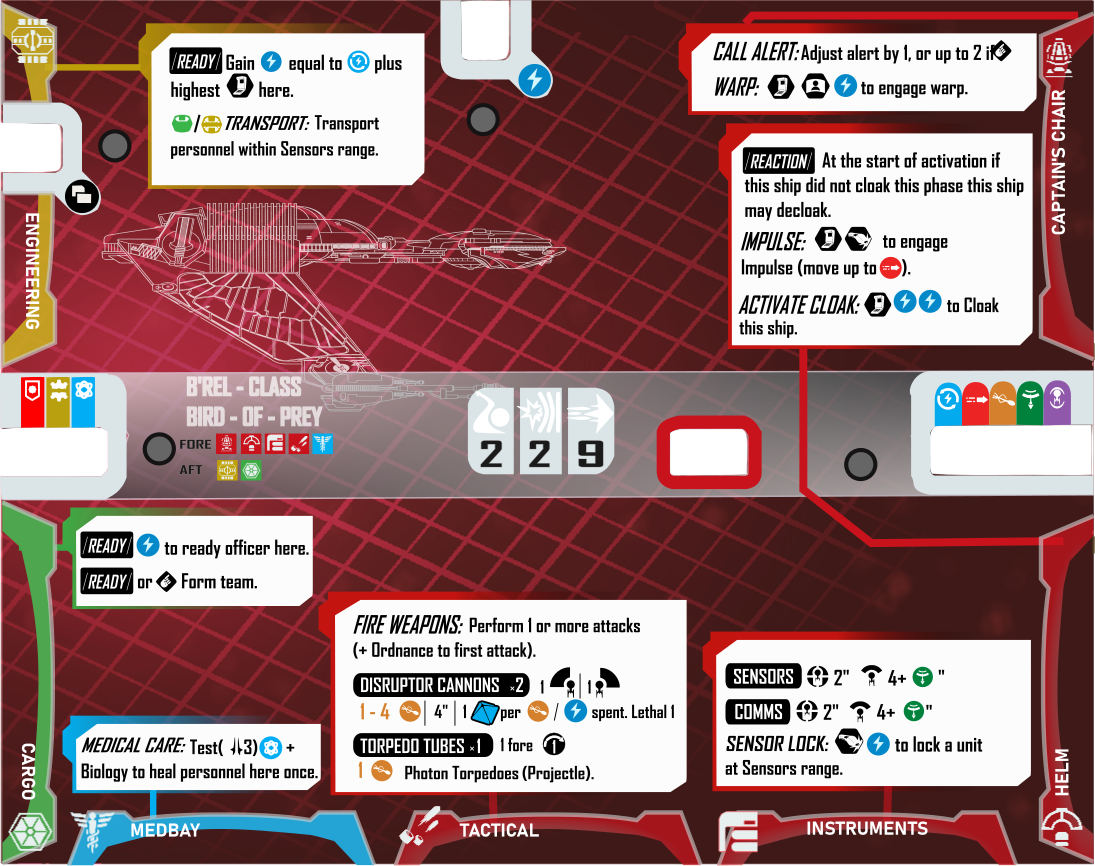 /READY/ Gain equal to plus
highest here.
/ TRANSPORT: Transport
personnel within Sensors range.
ENGINEERING
CALL ALERT: Adjust alert by 1, or up to 2 if
WARP: to engage warp.
CAPTAIN'S CHAIR
/REACTION/ At the start of activation if
this ship did not cloak this phase this ship
may decloak.
IMPULSE: to engage
Impulse (move up to ).
ACTIVATE CLOAK: to Cloak
this ship.
B'REL - CLASS
BIRD - OF - PREY
FORE
AFT
2 2 9
/READY/ to ready officer here.
/READY/ or Form team.
CARGO
MEDICAL CARE: Test( 3) +
Biology to heal personnel here once.
MEDBAY
FIRE WEAPONS: Perform 1 or more attacks
(+ Ordnance to first attack).
DISRUPTOR CANNONS ×2 1 | 1
1 - 4 | 4" | 1 per / spent. Lethal 1
TORPEDO TUBES ×1 1 fore 1
1 Photon Torpedoes (Projectle).
TACTICAL
SENSORS 2" 4+ "
COMMS 2" 4+ "
SENSOR LOCK: to lock a unit
at Sensors range.
INSTRUMENTS
HELM